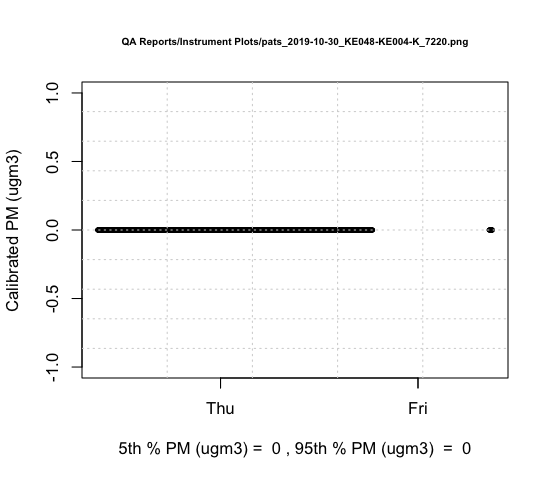 QA Reports/Instrument Plots/pats_2019-10-30_KE048-KE004-K_7220.png
Calibrated PM (ugm3)
1.0
0.5
0.0
-0.5
-1.0
Thu Fri
5th % PM (ugm3) = 0 , 95th % PM (ugm3) = 0